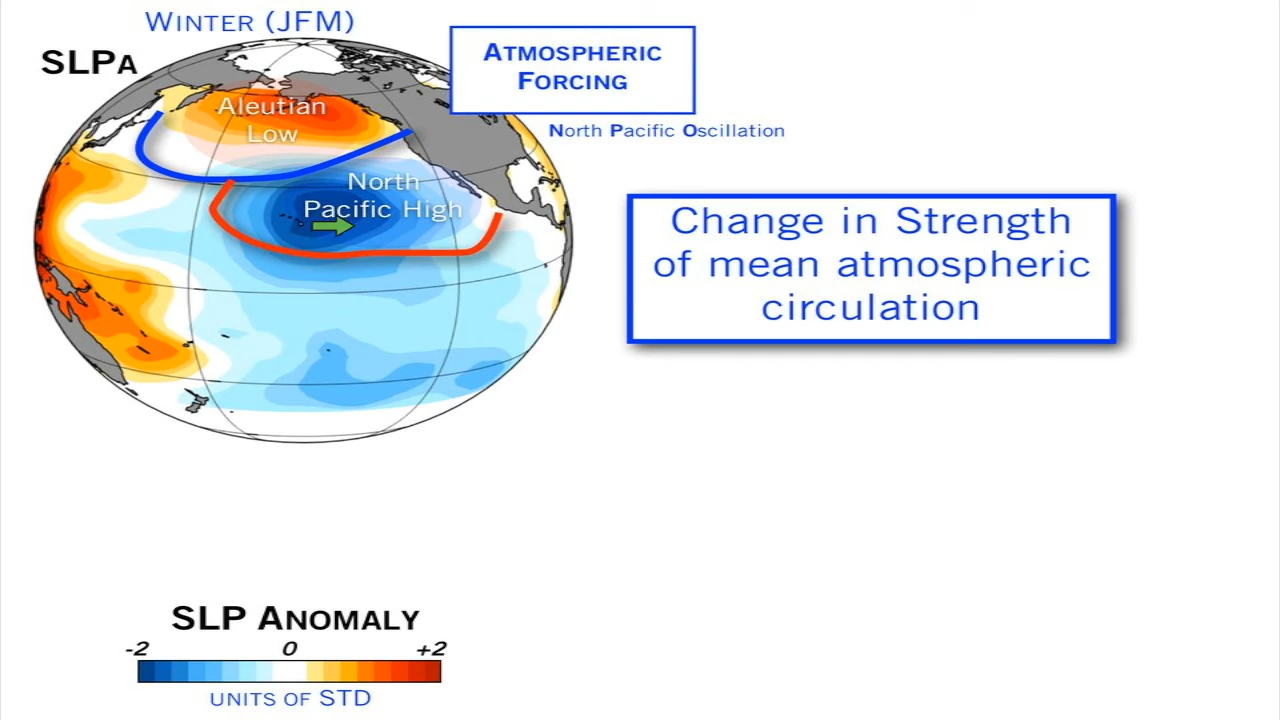 WINTER (JFM)
SLPA
ATMOSPHERIC
FORCING
North Pacific Oscillation
Aleutian
Low
North
Pacific High
Change in Strength
of mean atmospheric
circulation
SLP ANOMALY
-2 0 +2
UNITS OF STD